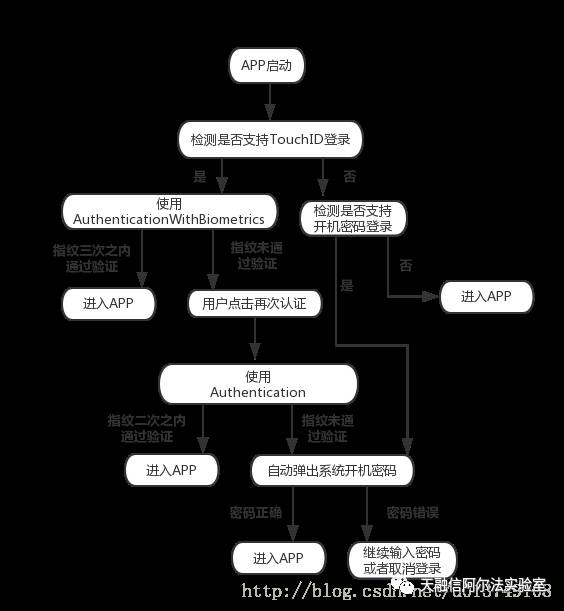 APP启动
检测是否支持TouchID登录
是
否
使用
AuthenticationWithBiometrics
检测是否支持
开机密码登录
指纹三次之内
通过验证
指纹未通
过验证
是
否
进入APP
用户点击再次认证
进入APP
使用
Authentication
指纹二次之内
通过验证
指纹未通
过验证
进入APP
自动弹出系统开机密码
密码正确
密码错误
进入APP
继续输入密码
或者取消登录
天融信阿尔法实验室
http://blog.csdn.net/